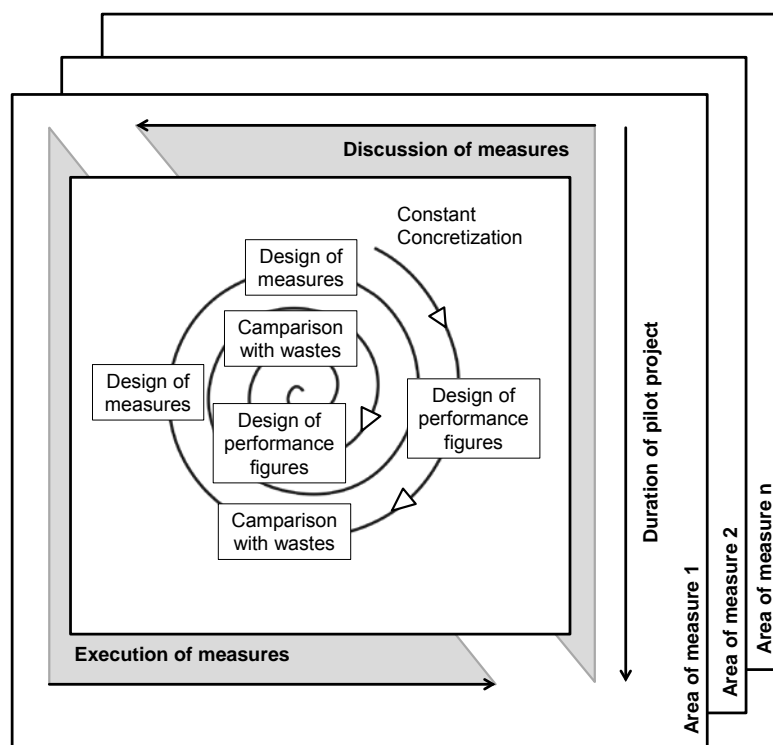 Discussion of measures
Constant
Concretization
Design of
measures
Camparison
with wastes
Design of
measures
Design of
performance
figures
Design of
performance
figures
Camparison
with wastes
Execution of measures
Duration of pilot project
Area of measure 1
Area of measure 2
Area of measure n